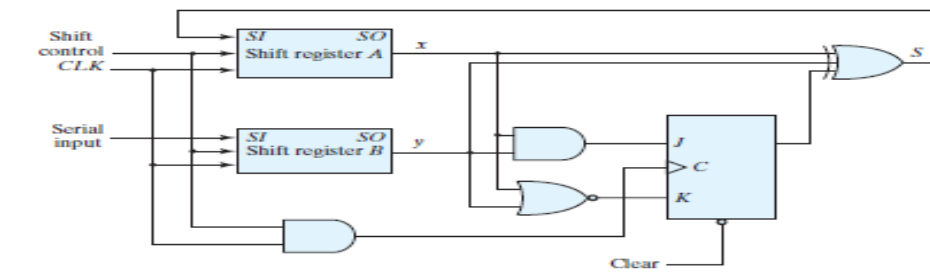 Shift
control
CLK
SI SO
Shift register A
x
S
Serial
input
SI SO
Shift register B
y
J
C
K
Clear